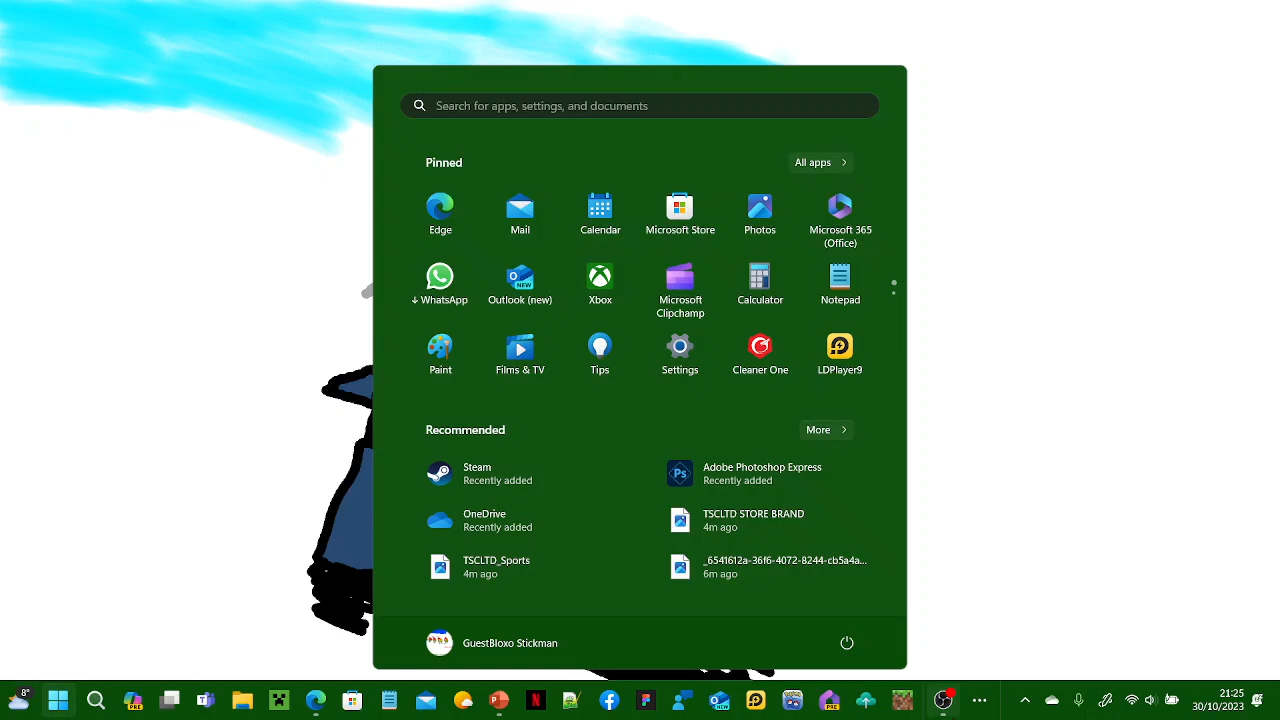 Search for apps, settings, and documents
Pinned
All apps
Edge
Mail
Calendar
Microsoft Store
Photos
Microsoft 365
(Office)
WhatsApp
Outlook (new)
Xbox
Microsoft
Clipchamp
Calculator
Notepad
Paint
Films & TV
Tips
Settings
Cleaner One
LDPlayer9
Recommended
More
Steam
Recently added
Adobe Photoshop Express
Recently added
OneDrive
Recently added
TSCLTD STORE BRAND
4m ago
TSCLTD_Sports
4m ago
_6541612a-36f6-4072-8244-cb5a4a...
6m ago
GuestBloxo Stickman
8°
21:25
30/10/2023